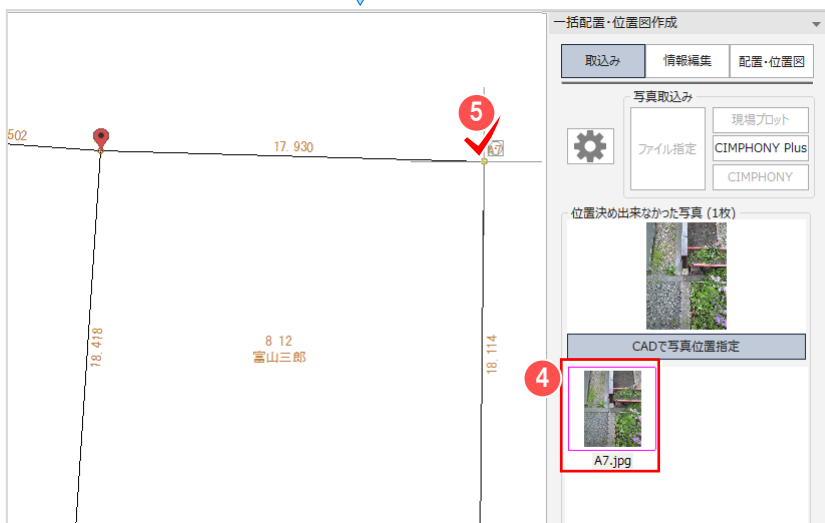 一括配置・位置図作成
取込み
情報編集
配置・位置図
写真取込み
ファイル指定
現場プロット
CIMPHONY Plus
CIMPHONY
位置決め出来なかった写真 (1枚)
CADで写真位置指定
4
A7.jpg
5
502
17.930
A7
18.418
8 12
富山三郎
18.114